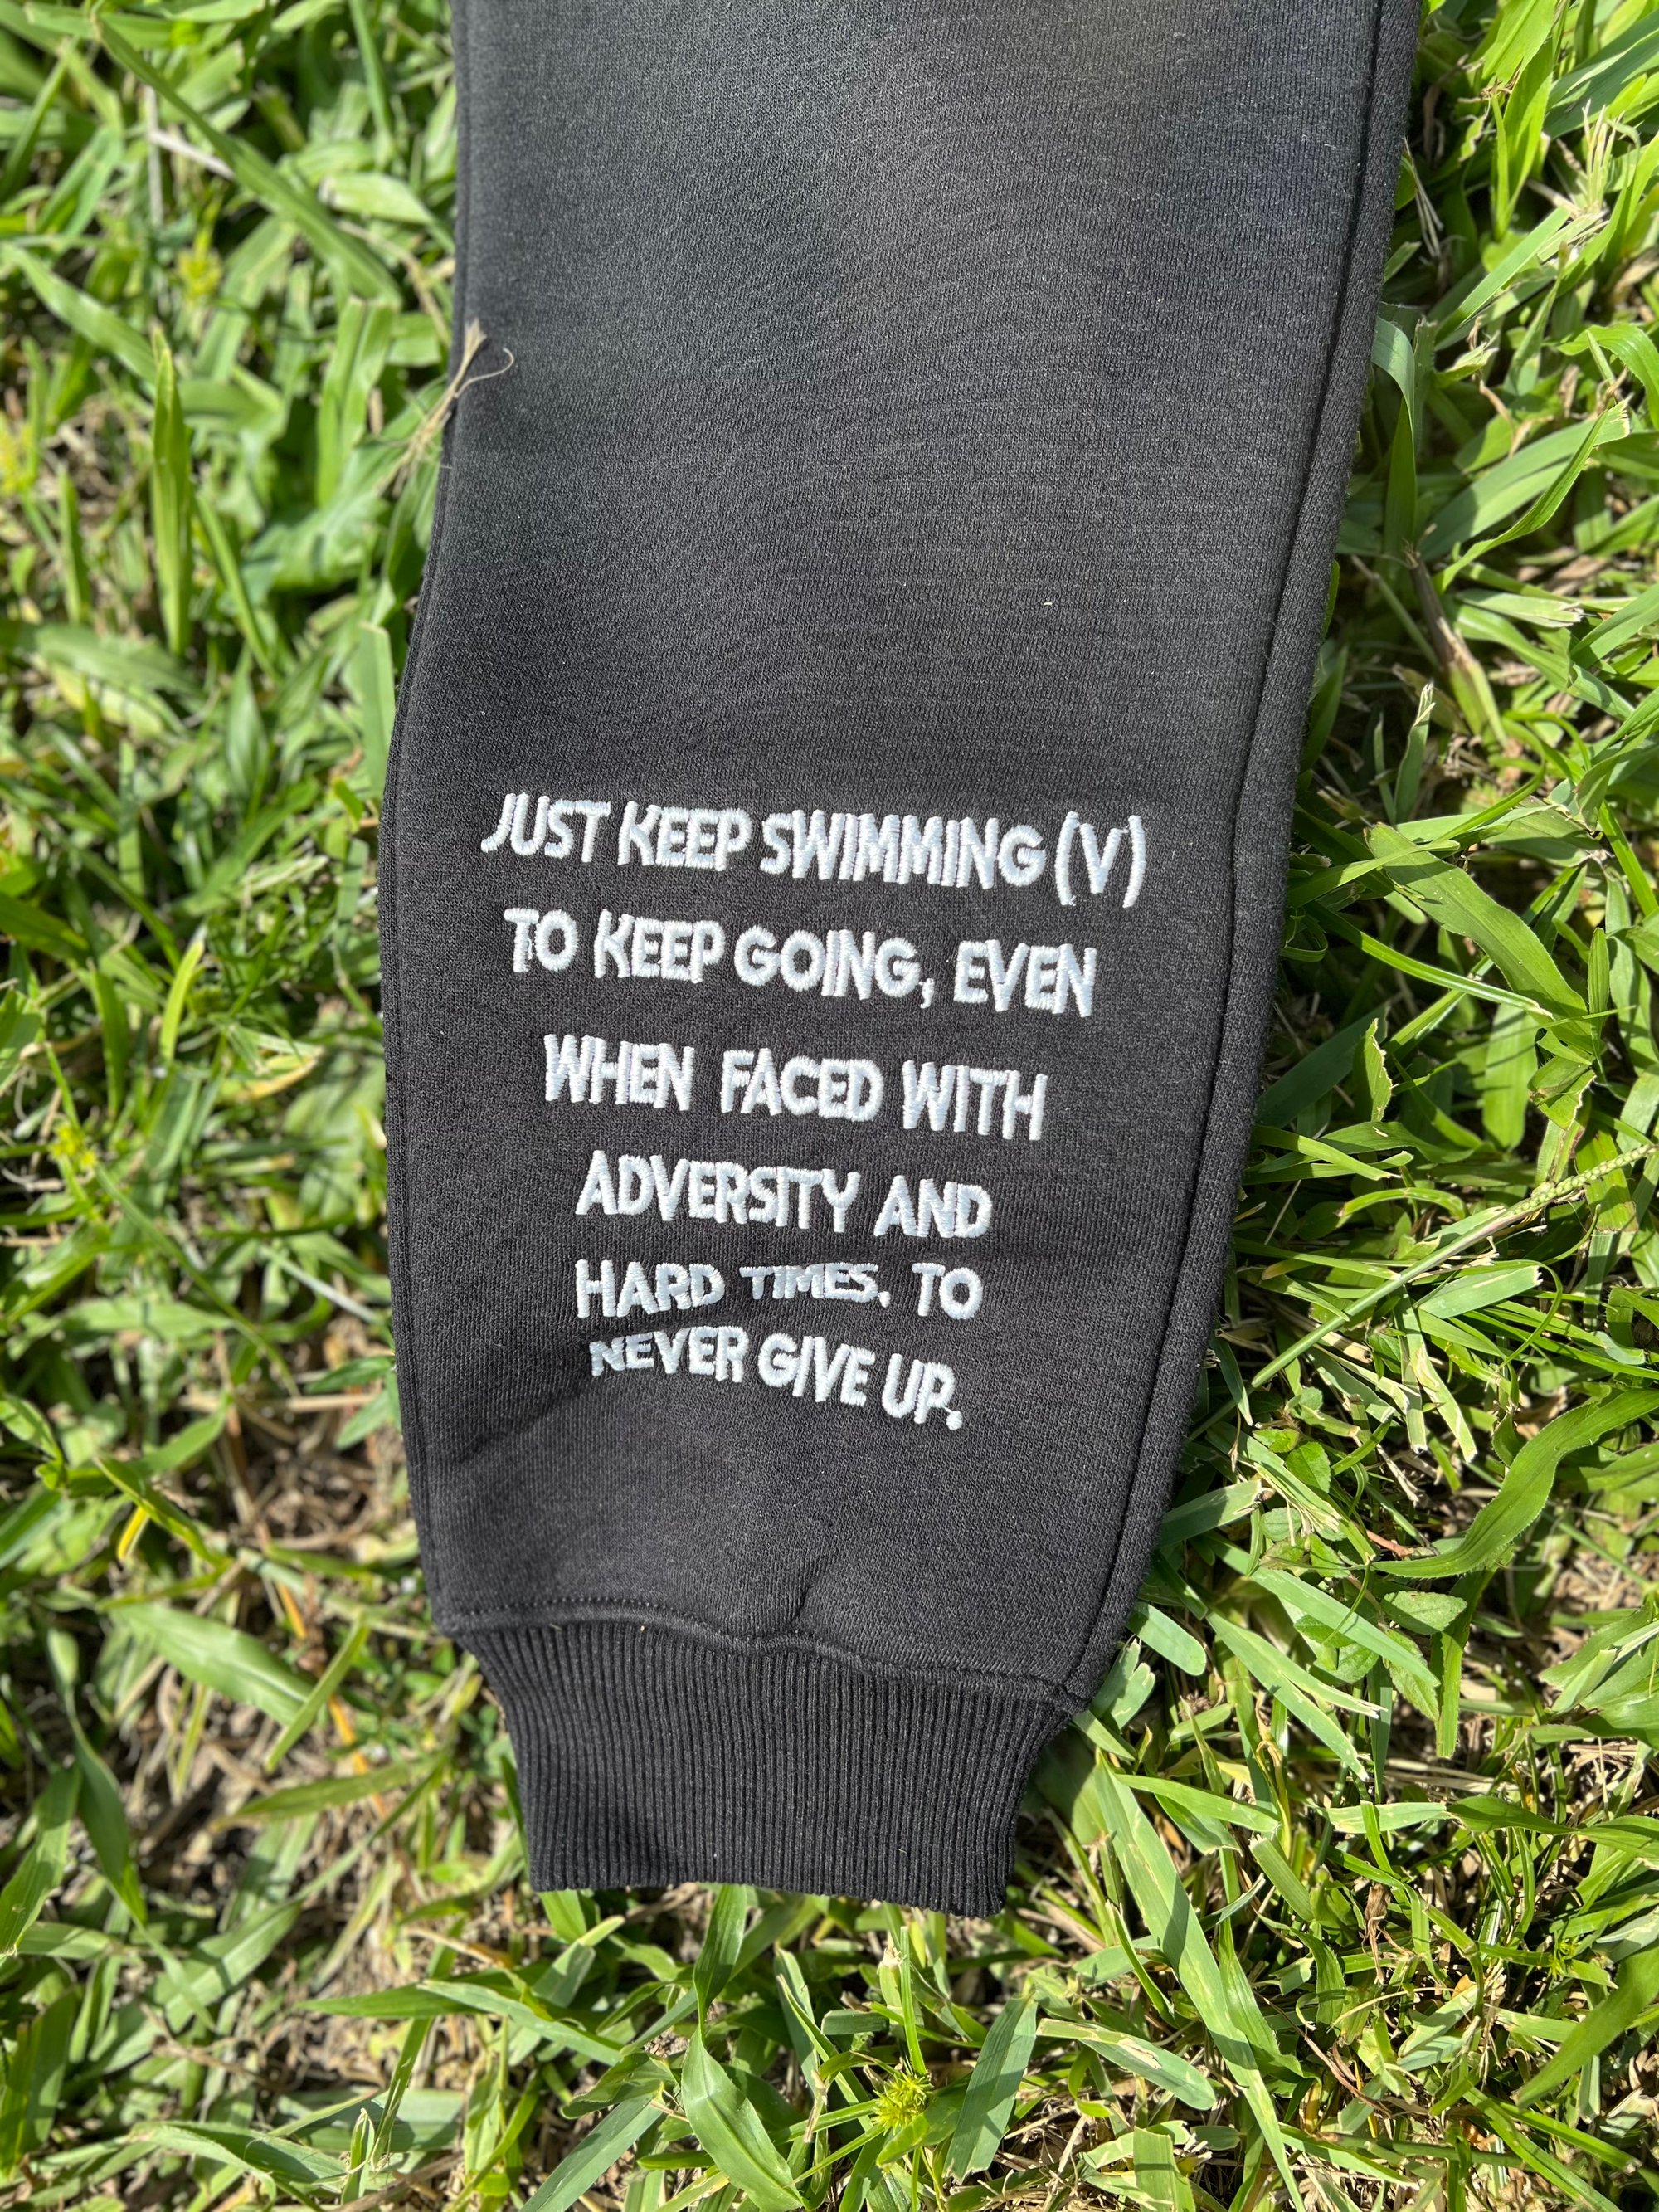 JUST KEEP SWIMMING (V)
TO KEEP GOING, EVEN
WHEN FACED WITH
ADVERSITY AND
HARD TIMES. TO
NEVER GIVE UP.